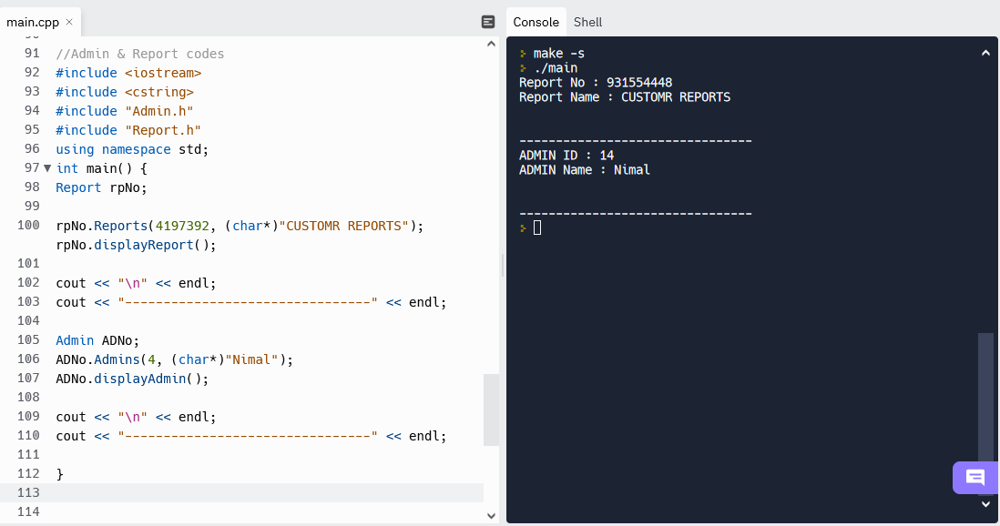 main.cpp ×
91 //Admin & Report codes
92 #include <iostream>
93 #include <cstring>
94 #include "Admin.h"
95 #include "Report.h"
96 using namespace std;
97 int main() {
98 Report rpNo;
99
100 rpNo.Reports(4197392, (char*)"CUSTOMR REPORTS");
rpNo.displayReport();
101
102 cout << "\n" << endl;
103 cout << "--------------------------------" << endl;
104
105 Admin ADNo;
106 ADNo.Admins(4, (char*)"Nimal");
107 ADNo.displayAdmin();
108
109 cout << "\n" << endl;
110 cout << "--------------------------------" << endl;
111
112 }
113
114
Console Shell
make -s
./main
Report No : 931554448
Report Name : CUSTOMR REPORTS
--------------------------------
ADMIN ID : 14
ADMIN Name : Nimal
--------------------------------